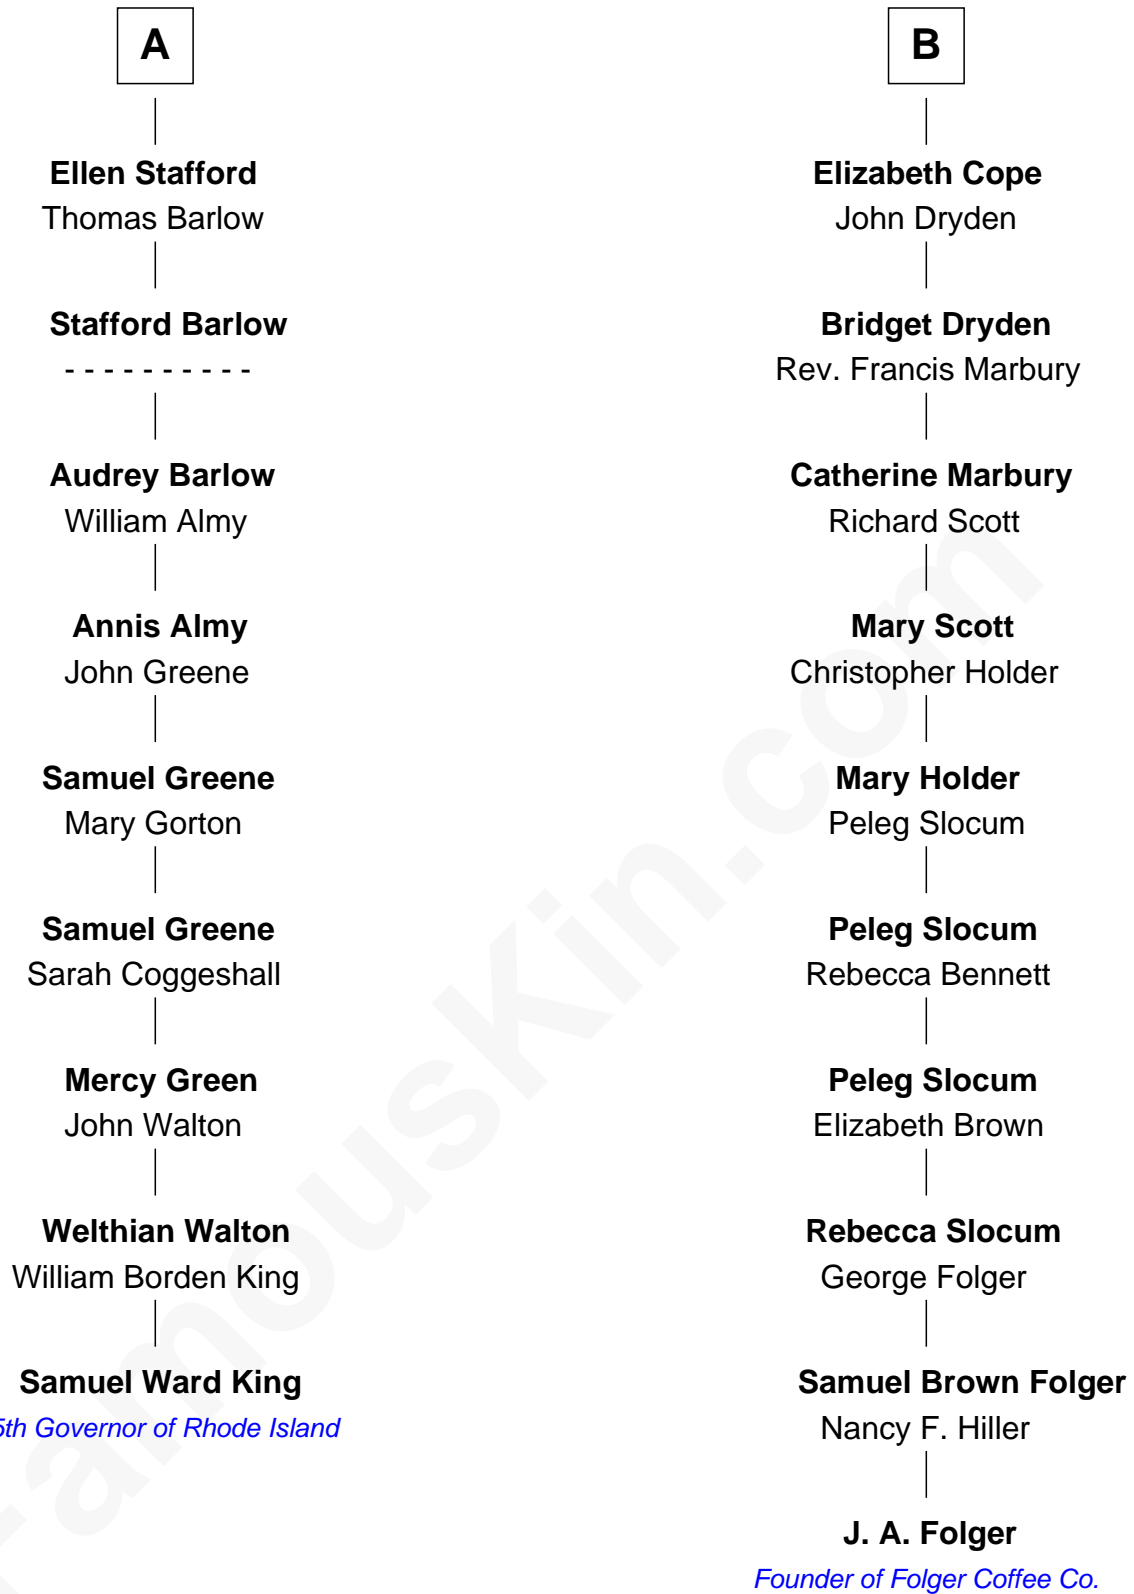 A
Ellen Stafford
Thomas Barlow
Stafford Barlow
- - - - - - - - - -
Audrey Barlow
William Almy
Annis Almy
John Greene
Samuel Greene
Mary Gorton
Samuel Greene
Sarah Coggeshall
Mercy Green
John Walton
Welthian Walton
William Borden King
Samuel Ward King
5th Governor of Rhode Island
B
Elizabeth Cope
John Dryden
Bridget Dryden
Rev. Francis Marbury
Catherine Marbury
Richard Scott
Mary Scott
Christopher Holder
Mary Holder
Peleg Slocum
Peleg Slocum
Rebecca Bennett
Peleg Slocum
Elizabeth Brown
Rebecca Slocum
George Folger
Samuel Brown Folger
Nancy F. Hiller
J. A. Folger
Founder of Folger Coffee Co.
FamousKin.com